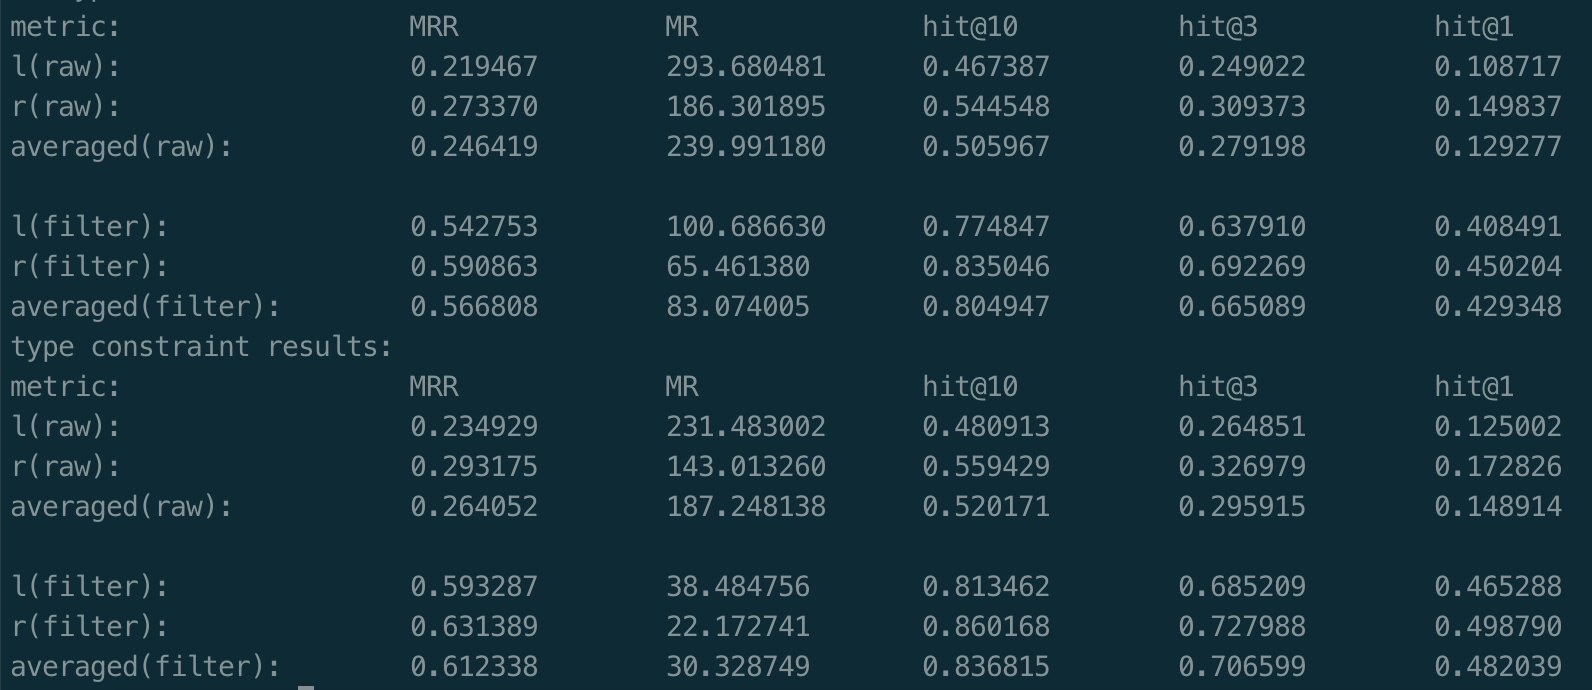 metric: MRR MR hit@10 hit@3 hit@1
l(raw): 0.219467 293.680481 0.467387 0.249022 0.108717
r(raw): 0.273370 186.301895 0.544548 0.309373 0.149837
averaged(raw): 0.246419 239.991180 0.505967 0.279198 0.129277
l(filter): 0.542753 100.686630 0.774847 0.637910 0.408491
r(filter): 0.590863 65.461380 0.835046 0.692269 0.450204
averaged(filter): 0.566808 83.074005 0.804947 0.665089 0.429348
type constraint results:
metric: MRR MR hit@10 hit@3 hit@1
l(raw): 0.234929 231.483002 0.480913 0.264851 0.125002
r(raw): 0.293175 143.013260 0.559429 0.326979 0.172826
averaged(raw): 0.264052 187.248138 0.520171 0.295915 0.148914
l(filter): 0.593287 38.484756 0.813462 0.685209 0.465288
r(filter): 0.631389 22.172741 0.860168 0.727988 0.498790
averaged(filter): 0.612338 30.328749 0.836815 0.706599 0.482039